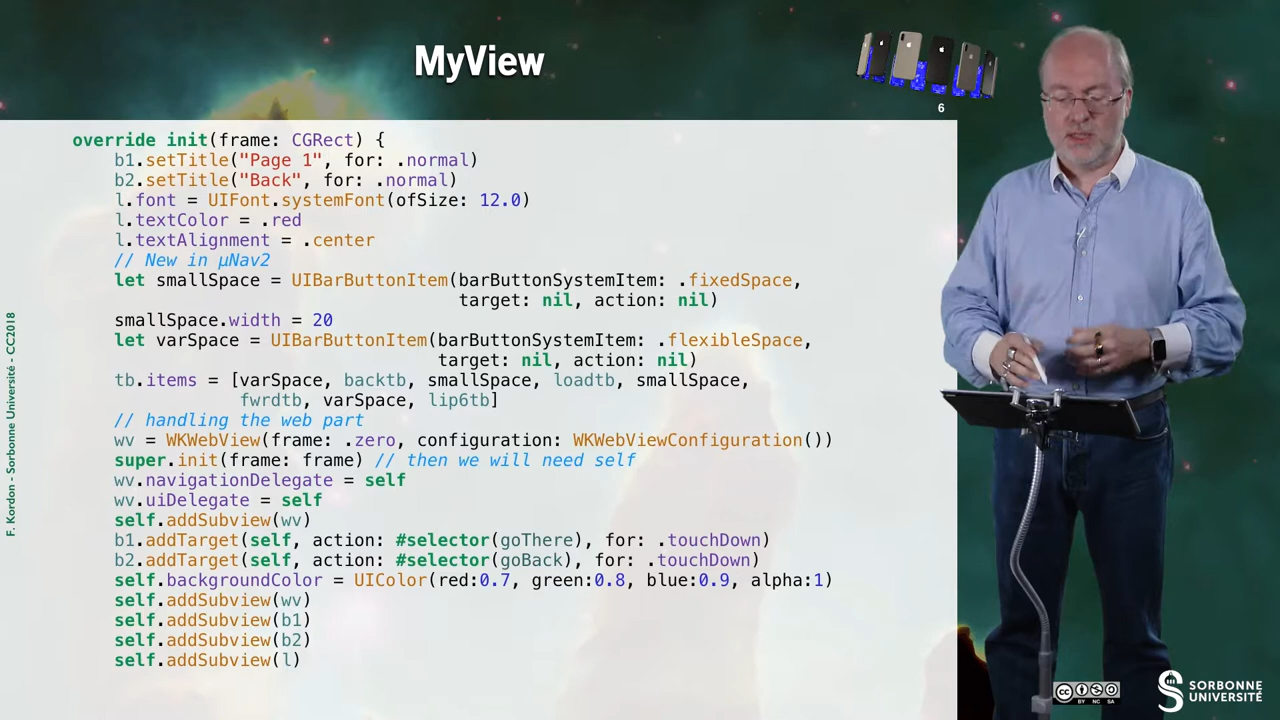 MyView
6
override init(frame: CGRect) {
b1.setTitle("Page 1", for: .normal)
b2.setTitle("Back", for: .normal)
l.font = UIFont.systemFont(ofSize: 12.0)
l.textColor = .red
l.textAlignment = .center
// New in µNav2
let smallSpace = UIBarButtonItem(barButtonSystemItem: .fixedSpace,
target: nil, action: nil)
smallSpace.width = 20
let varSpace = UIBarButtonItem(barButtonSystemItem: .flexibleSpace,
target: nil, action: nil)
tb.items = [varSpace, backtb, smallSpace, loadtb, smallSpace,
fwrdtb, varSpace, lip6tb]
// handling the web part
wv = WKWebView(frame: .zero, configuration: WKWebViewConfiguration())
super.init(frame: frame) // then we will need self
wv.navigationDelegate = self
wv.uiDelegate = self
self.addSubview(wv)
b1.addTarget(self, action: #selector(goThere), for: .touchDown)
b2.addTarget(self, action: #selector(goBack), for: .touchDown)
self.backgroundColor = UIColor(red:0.7, green:0.8, blue:0.9, alpha:1)
self.addSubview(wv)
self.addSubview(b1)
self.addSubview(b2)
self.addSubview(l)
F. Kordon - Sorbonne Université - CC2018
CC BY NC SA
SORBONNE
UNIVERSITÉ